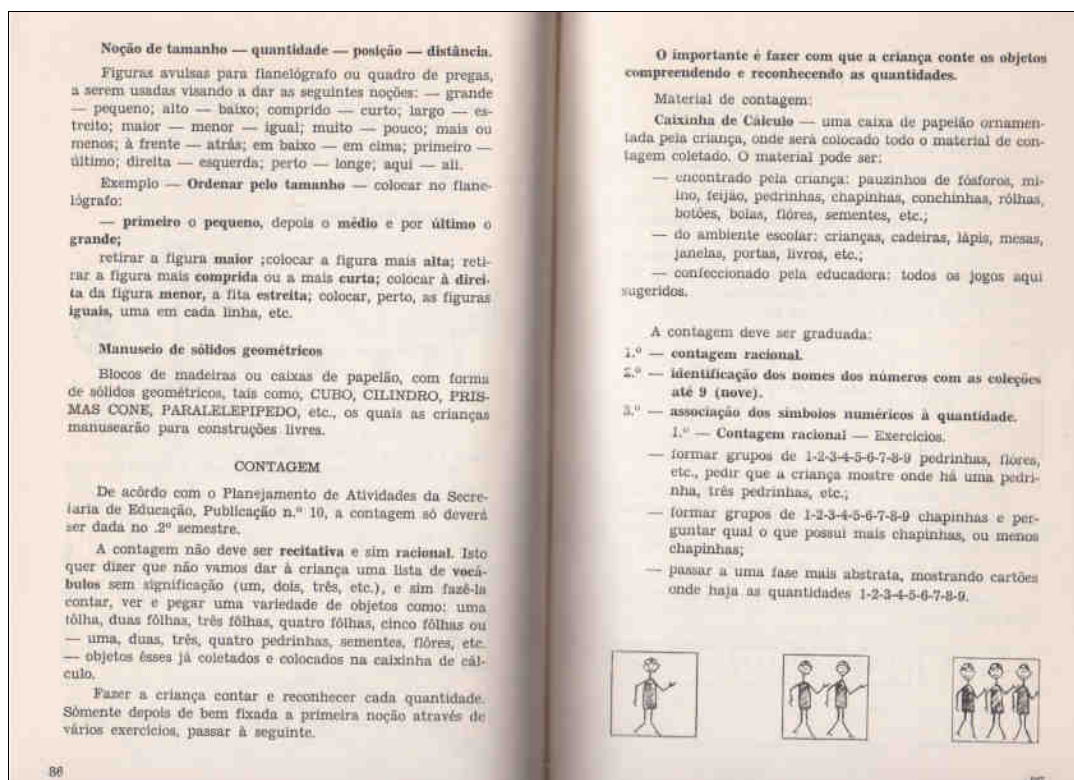 Noção de tamanho — quantidade — posição — distância.
Figuras avulsas para flanelógrafo ou quadro de pregas,
a serem usadas visando a dar as seguintes noções: — grande
— pequeno; alto — baixo; comprido — curto; largo — es-
treito; maior — menor — igual; muito — pouco; mais ou
menos; à frente — atrás; em baixo — em cima; primeiro —
último; direita — esquerda; perto — longe; aqui — ali.
Exemplo — Ordenar pelo tamanho — colocar no flane-
lógrafo:
— primeiro o pequeno, depois o médio e por último o
grande;
retirar a figura maior ;colocar a figura mais alta; reti-
rar a figura mais comprida ou a mais curta; colocar à direi-
ta da figura menor, a fita estreita; colocar, perto, as figuras
iguais, uma em cada linha, etc.
Manuseio de sólidos geométricos
Blocos de madeiras ou caixas de papelão, com forma
de sólidos geométricos, tais como, CUBO, CILINDRO, PRIS-
MAS CONE, PARALELEPIPEDO, etc., os quais as crianças
manusearão para construções livres.
CONTAGEM
De acôrdo com o Planejamento de Atividades da Secre-
taria de Educação, Publicação n.º 10, a contagem só deverá
ser dada no .2º semestre.
A contagem não deve ser recitativa e sim racional. Isto
quer dizer que não vamos dar à criança uma lista de vocá-
bulos sem significação (um, dois, três, etc.), e sim fazê-la
contar, ver e pegar uma variedade de objetos como: uma
fôlha, duas fôlhas, três fôlhas, quatro fôlhas, cinco fôlhas ou
— uma, duas, três, quatro pedrinhas, sementes, flôres, etc.
— objetos êsses já coletados e colocados na caixinha de cál-
culo.
Fazer a criança contar e reconhecer cada quantidade.
Sòmente depois de bem fixada a primeira noção através de
vários exercícios, passar à seguinte.
86
O importante é fazer com que a criança conte os objetos
compreendendo e reconhecendo as quantidades.
Material de contagem:
Caixinha de Cálculo — uma caixa de papelão ornamen-
tada pela criança, onde será colocado todo o material de con-
tagem coletado. O material pode ser:
— encontrado pela criança: pauzinhos de fósforos, mi-
lho, feijão, pedrinhas, chapinhas, conchinhas, rôlhas,
botões, bolas, flôres, sementes, etc.;
— do ambiente escolar: crianças, cadeiras, lápis, mesas,
janelas, portas, livros, etc.;
— confeccionado pela educadora: todos os jogos aqui
sugeridos.
A contagem deve ser graduada:
1.º — contagem racional.
2.º — identificação dos nomes dos números com as coleções
até 9 (nove).
3.º — associação dos símbolos numéricos à quantidade.
1.º — Contagem racional — Exercícios.
— formar grupos de 1-2-3-4-5-6-7-8-9 pedrinhas, flôres,
etc., pedir que a criança mostre onde há uma pedri-
nha, três pedrinhas, etc.;
— formar grupos de 1-2-3-4-5-6-7-8-9 chapinhas e per-
guntar qual o que possui mais chapinhas, ou menos
chapinhas;
— passar a uma fase mais abstrata, mostrando cartões
onde haja as quantidades 1-2-3-4-5-6-7-8-9.